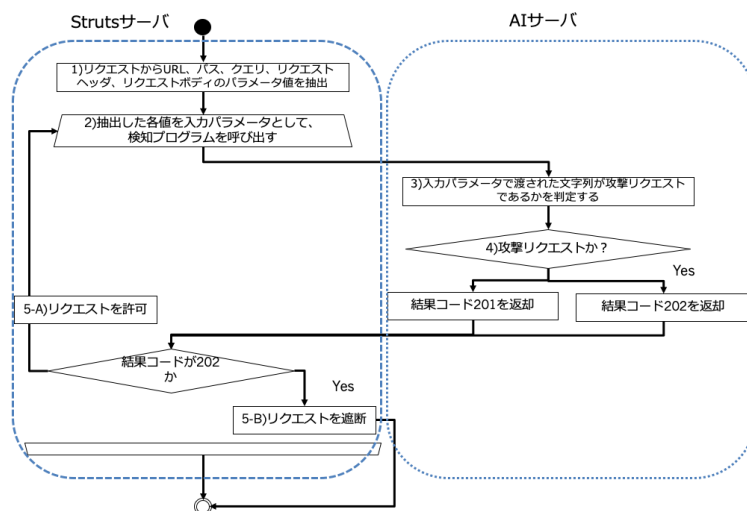 Strutsサーバ
AIサーバ
1)リクエストからURL、パス、クエリ、リクエスト
ヘッダ、リクエストボディのパラメータ値を抽出
2)抽出した各値を入力パラメータとして、
検知プログラムを呼び出す
3)入力パラメータで渡された文字列が攻撃リクエスト
であるかを判定する
4)攻撃リクエストか？
Yes
結果コード201を返却
結果コード202を返却
5-A)リクエストを許可
結果コードが202
か
Yes
5-B)リクエストを遮断